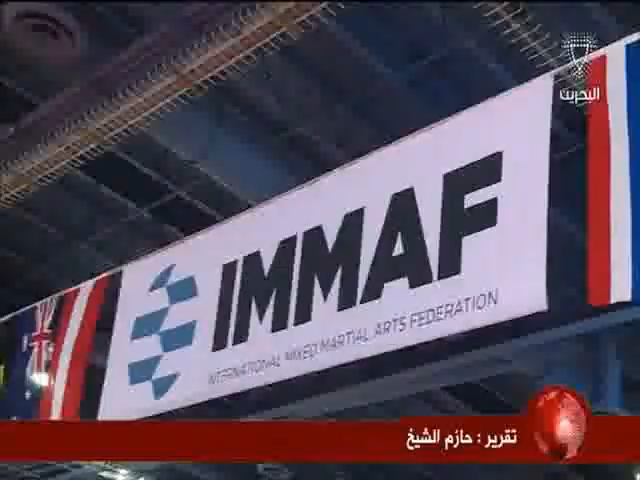 البحرين
IMMAF
INTERNATIONAL MIXED MARTIAL ARTS FEDERATION
تقرير : حازم الشيخ